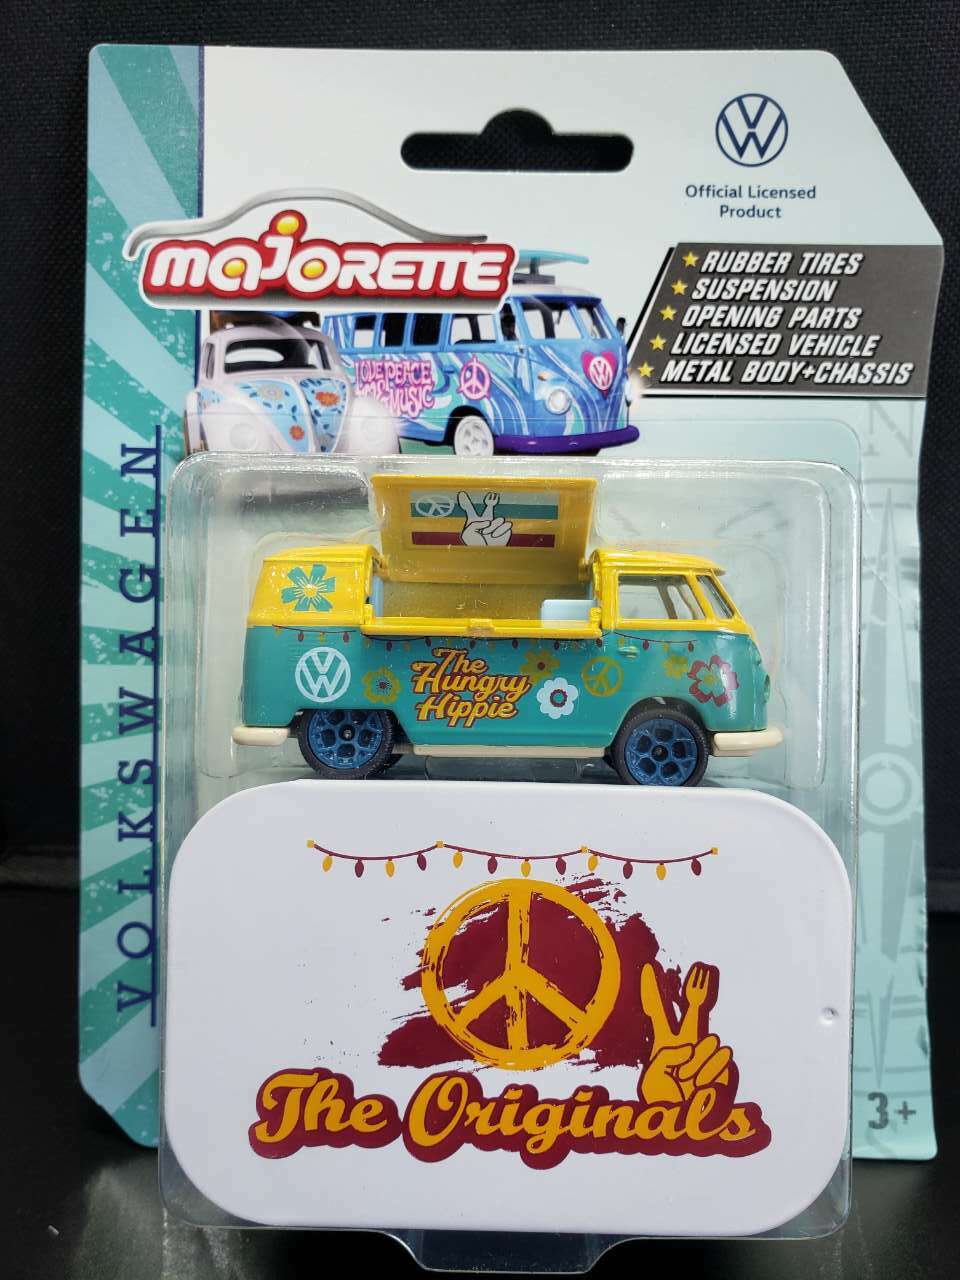 Official Licensed
Product
MAJORETTE
RUBBER TIRES
SUSPENSION
OPENING PARTS
LICENSED VEHICLE
METAL BODY+CHASSIS
LOVE PEACE
MUSIC
VOLKSWAGEN
The
Hungry
Hippie
The Originals
3+